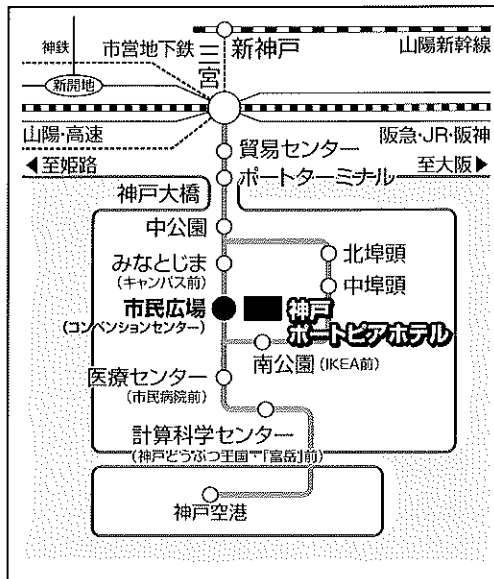 神鉄
市営地下鉄
三宮
新神戸
山陽新幹線
新開地
山陽・高速
阪急・JR・阪神
◀至姫路
至大阪▶
貿易センター
ポートターミナル
神戸大橋
中公園
北埠頭
みなとじま
(キャンパス前)
中埠頭
市民広場
(コンベンションセンター)
神戸
ポートピアホテル
南公園(IKEA前)
医療センター
(市民病院前)
計算科学センター
(神戸どうぶつ王国・「富岳」前)
神戸空港